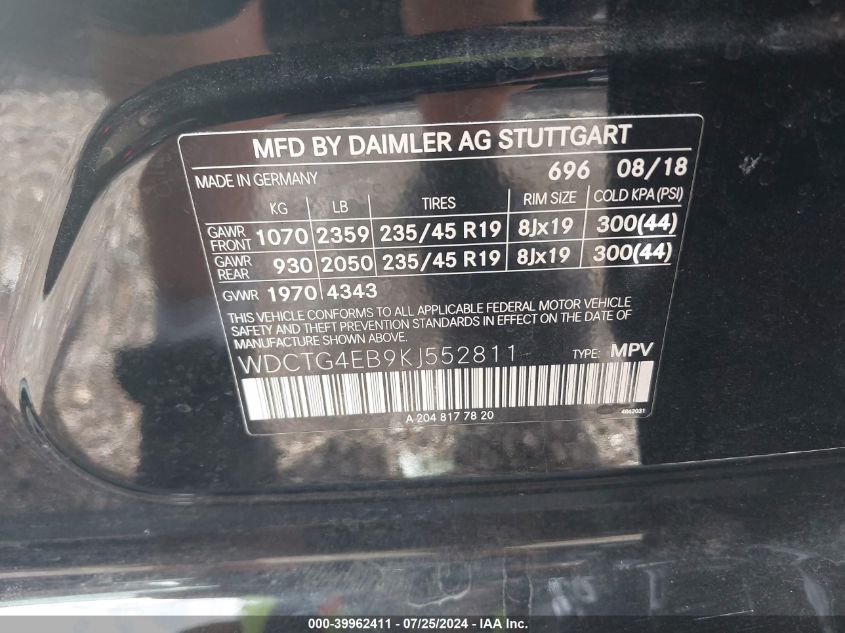 MFD BY DAIMLER AG STUTTGART
MADE IN GERMANY 696 08/18
KG LB TIRES RIM SIZE COLD KPA (PSI)
GAWR FRONT 1070 2359 235/45 R19 8Jx19 300(44)
GAWR REAR 930 2050 235/45 R19 8Jx19 300(44)
GVWR 1970 4343
THIS VEHICLE CONFORMS TO ALL APPLICABLE FEDERAL MOTOR VEHICLE
SAFETY AND THEFT PREVENTION STANDARDS IN EFFECT ON THE DATE OF
MANUFACTURE SHOWN ABOVE.
WDCTG4EB9KJ552811 TYPE: MPV
A 204 817 78 20
000-39962411 - 07/25/2024 - IAA Inc.